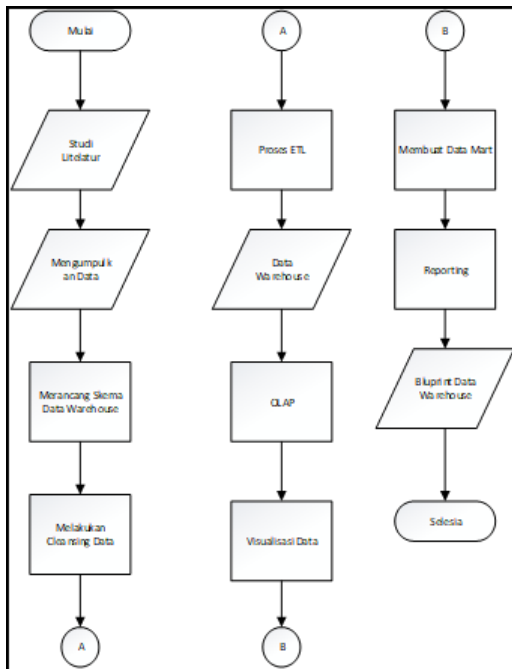 Mulai
Studi
Litelatur
Mengumpulk
an Data
Merancang Skema
Data Warehouse
Melakukan
Cleansing Data
A
A
Proses ETL
Data
Warehouse
OLAP
Visualisasi Data
B
B
Membuat Data Mart
Reporting
Bluprint Data
Warehouse
Selesia